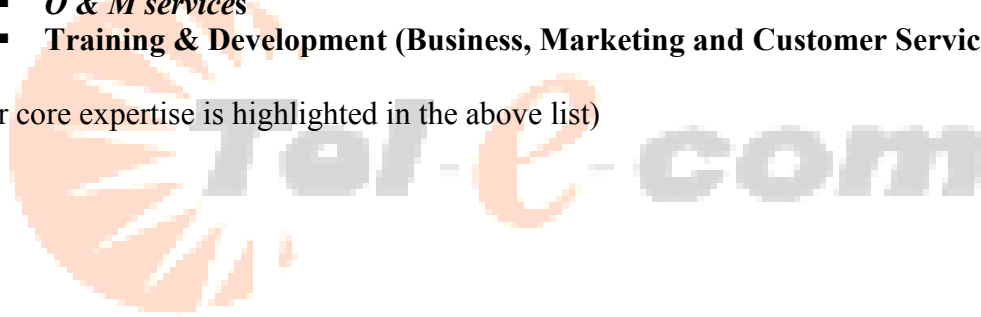 O & M services
Training & Development (Business, Marketing and Customer Servic
r core expertise is highlighted in the above list)
Tel-e-com